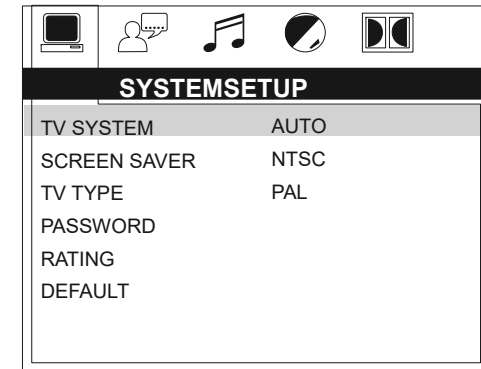 SYSTEMSETUP
TV SYSTEM AUTO
SCREEN SAVER NTSC
TV TYPE PAL
PASSWORD
RATING
DEFAULT